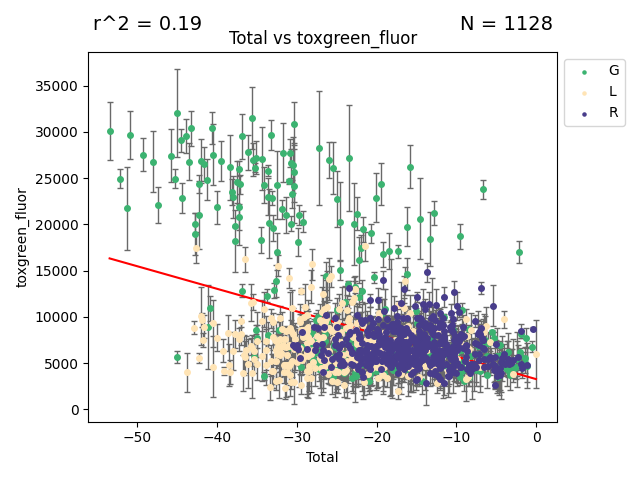 r^2 = 0.19
N = 1128
Total vs toxgreen_fluor
35000
30000
25000
20000
15000
10000
5000
0
toxgreen_fluor
−50
−40
−30
−20
−10
0
Total
G
L
R